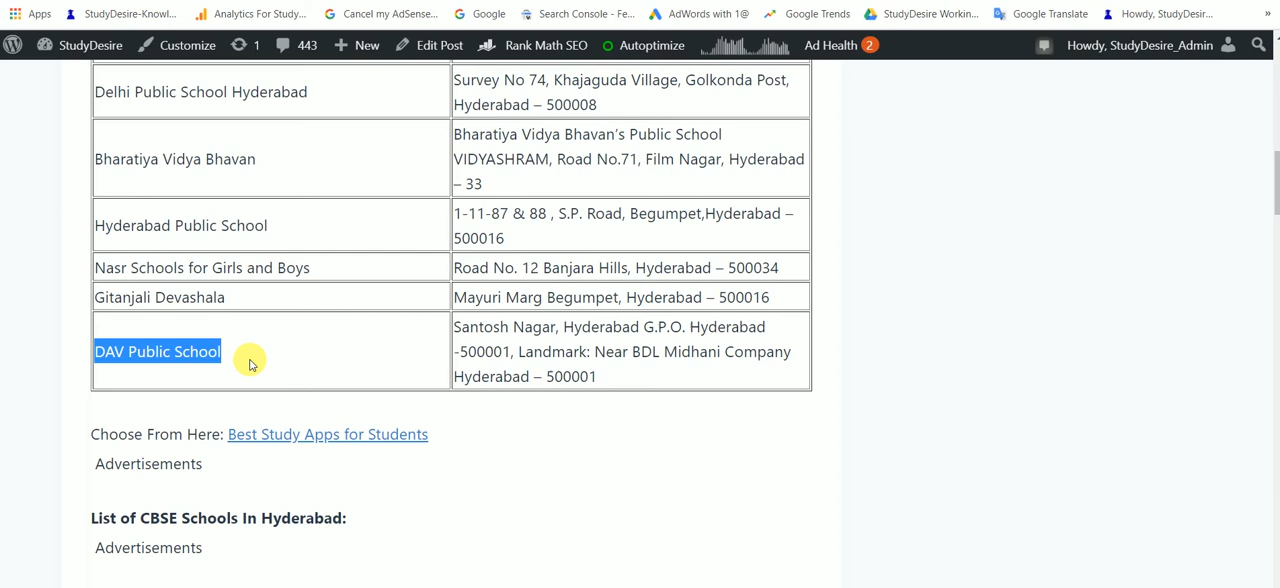 Apps StudyDesire-Knowl... Analytics For Study... Cancel my AdSense... Google Search Console - Fe... AdWords with 1@ Google Trends StudyDesire Workin... Google Translate Howdy, StudyDesir... »
StudyDesire Customize 1 443 New Edit Post Rank Math SEO Autoptimize Ad Health 2 Howdy, StudyDesire_Admin
Delhi Public School Hyderabad
Survey No 74, Khajaguda Village, Golkonda Post,
Hyderabad – 500008
Bharatiya Vidya Bhavan
Bharatiya Vidya Bhavan’s Public School
VIDYASHRAM, Road No.71, Film Nagar, Hyderabad
– 33
Hyderabad Public School
1-11-87 & 88 , S.P. Road, Begumpet,Hyderabad –
500016
Nasr Schools for Girls and Boys
Road No. 12 Banjara Hills, Hyderabad – 500034
Gitanjali Devashala
Mayuri Marg Begumpet, Hyderabad – 500016
DAV Public School
Santosh Nagar, Hyderabad G.P.O. Hyderabad
-500001, Landmark: Near BDL Midhani Company
Hyderabad – 500001
Choose From Here: Best Study Apps for Students
Advertisements
List of CBSE Schools In Hyderabad:
Advertisements